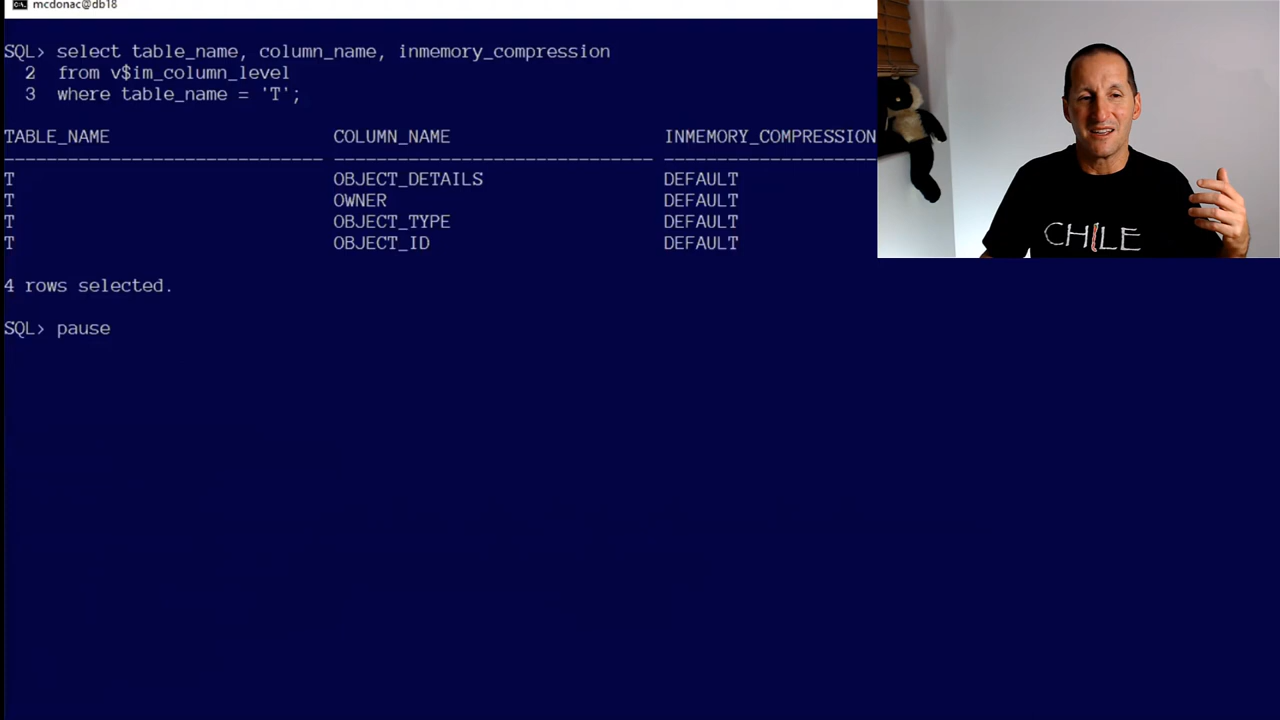 mcdonac@db18
SQL> select table_name, column_name, inmemory_compression
2 from v$im_column_level
3 where table_name = 'T';
TABLE_NAME COLUMN_NAME INMEMORY_COMPRESSION
------------------------------ ------------------------------ --------------------
T OBJECT_DETAILS DEFAULT
T OWNER DEFAULT
T OBJECT_TYPE DEFAULT
T OBJECT_ID DEFAULT
4 rows selected.
SQL> pause
CHILE